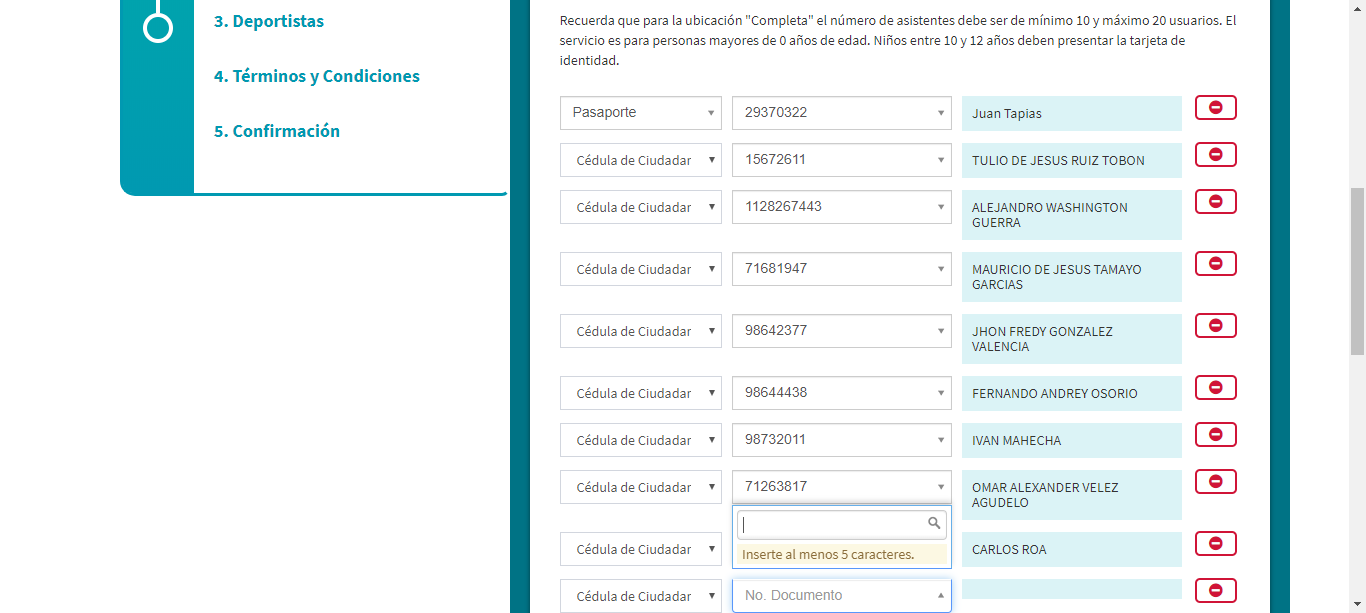 3. Deportistas
4. Términos y Condiciones
5. Confirmación
Recuerda que para la ubicación "Completa" el número de asistentes debe ser de mínimo 10 y máximo 20 usuarios. El
servicio es para personas mayores de 0 años de edad. Niños entre 10 y 12 años deben presentar la tarjeta de
identidad.
Pasaporte 29370322 Juan Tapias
Cédula de Ciudadar 15672611 TULIO DE JESUS RUIZ TOBON
Cédula de Ciudadar 1128267443 ALEJANDRO WASHINGTON
GUERRA
Cédula de Ciudadar 71681947 MAURICIO DE JESUS TAMAYO
GARCIAS
Cédula de Ciudadar 98642377 JHON FREDY GONZALEZ
VALENCIA
Cédula de Ciudadar 98644438 FERNANDO ANDREY OSORIO
Cédula de Ciudadar 98732011 IVAN MAHECHA
Cédula de Ciudadar 71263817 OMAR ALEXANDER VELEZ
AGUDELO
Cédula de Ciudadar Inserte al menos 5 caracteres. CARLOS ROA
Cédula de Ciudadar No. Documento